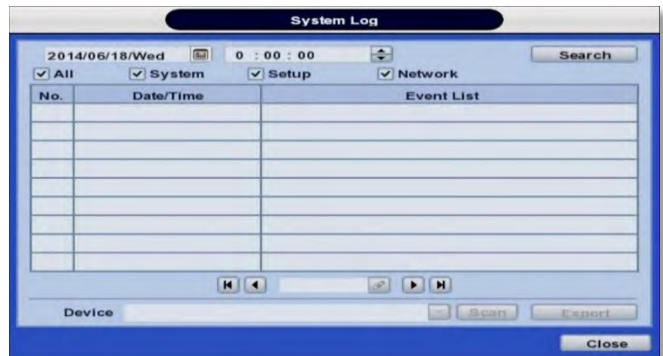 System Log
2014/06/18/Wed 0 : 00 : 00 Search
All System Setup Network
No. Date/Time Event List
Device Scan Export
Close